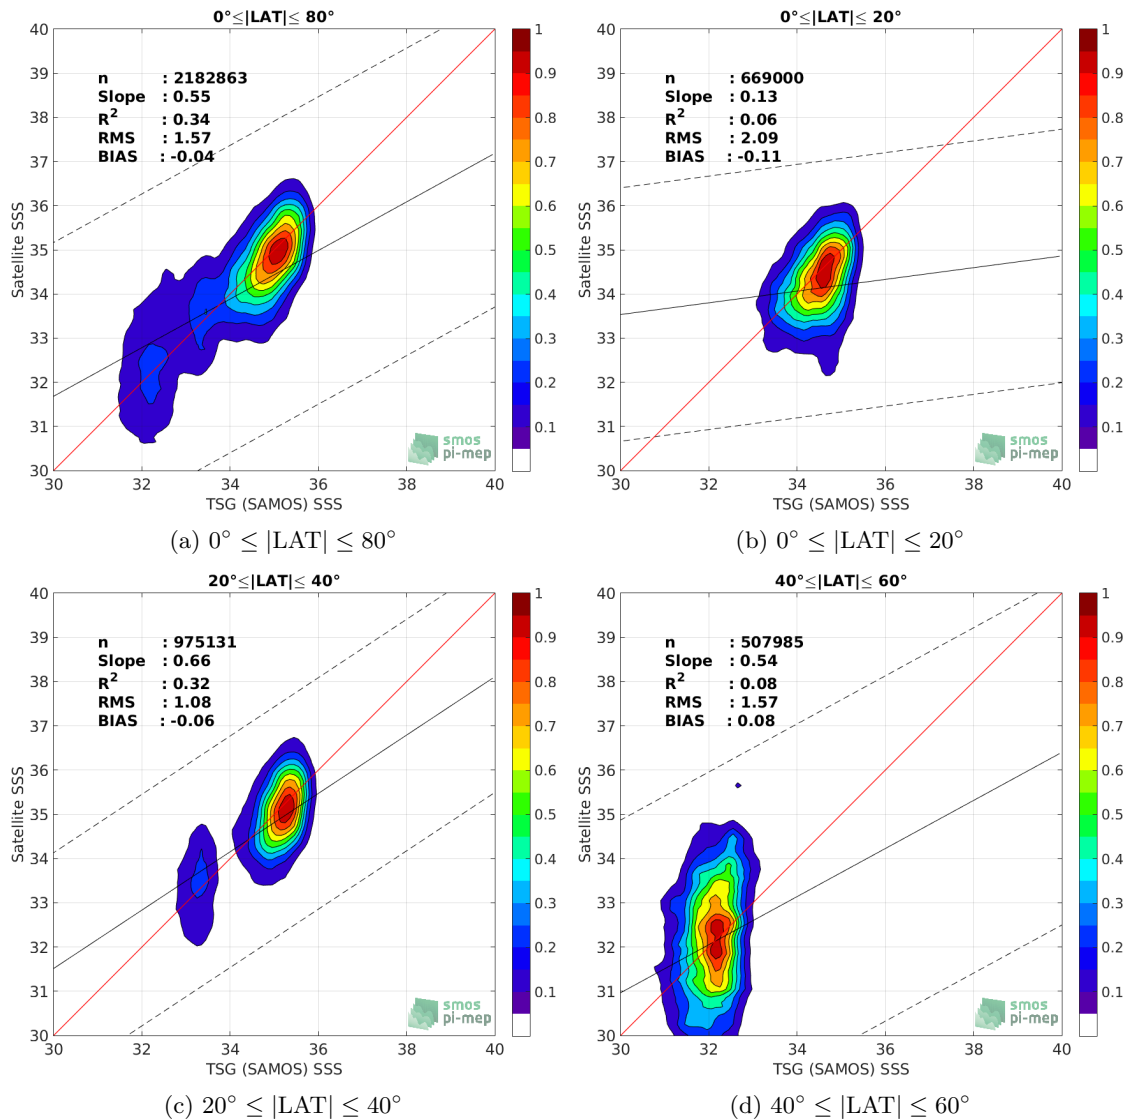 0°≤|LAT|≤ 80°
n : 2182863
Slope : 0.55
R² : 0.34
RMS : 1.57
BIAS : -0.04
40
39
38
37
36
35
34
33
32
31
30
Satellite SSS
30 32 34 36 38 40
TSG (SAMOS) SSS
1
0.9
0.8
0.7
0.6
0.5
0.4
0.3
0.2
0.1
smos
pi-mep
(a) 0° ≤ |LAT| ≤ 80°
0°≤|LAT|≤ 20°
n : 669000
Slope : 0.13
R² : 0.06
RMS : 2.09
BIAS : -0.11
40
39
38
37
36
35
34
33
32
31
30
Satellite SSS
30 32 34 36 38 40
TSG (SAMOS) SSS
1
0.9
0.8
0.7
0.6
0.5
0.4
0.3
0.2
0.1
smos
pi-mep
(b) 0° ≤ |LAT| ≤ 20°
20°≤|LAT|≤ 40°
n : 975131
Slope : 0.66
R² : 0.32
RMS : 1.08
BIAS : -0.06
40
39
38
37
36
35
34
33
32
31
30
Satellite SSS
30 32 34 36 38 40
TSG (SAMOS) SSS
1
0.9
0.8
0.7
0.6
0.5
0.4
0.3
0.2
0.1
smos
pi-mep
(c) 20° ≤ |LAT| ≤ 40°
40°≤|LAT|≤ 60°
n : 507985
Slope : 0.54
R² : 0.08
RMS : 1.57
BIAS : 0.08
40
39
38
37
36
35
34
33
32
31
30
Satellite SSS
30 32 34 36 38 40
TSG (SAMOS) SSS
1
0.9
0.8
0.7
0.6
0.5
0.4
0.3
0.2
0.1
smos
pi-mep
(d) 40° ≤ |LAT| ≤ 60°